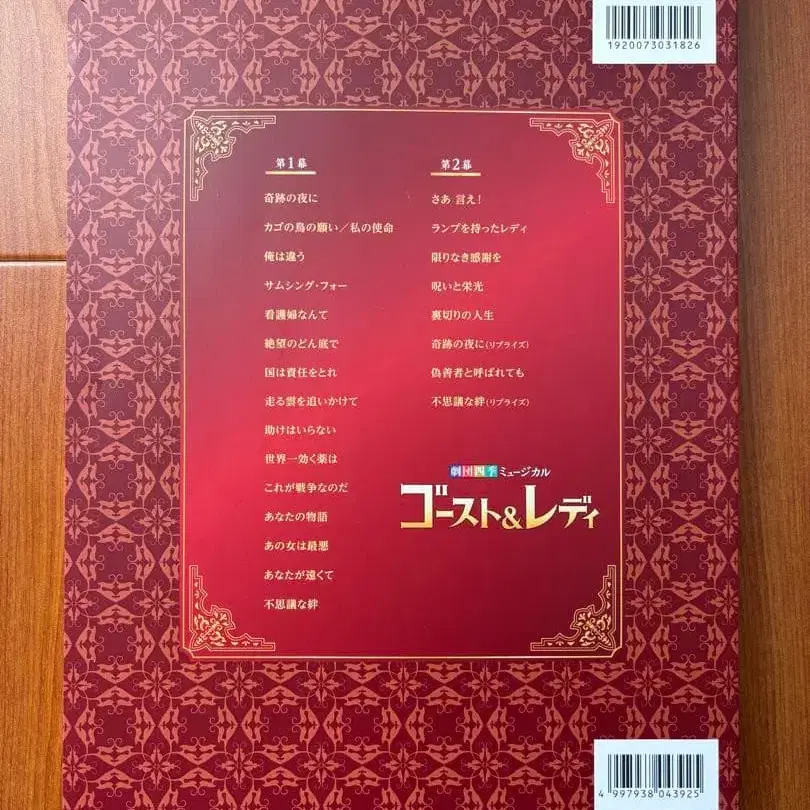 1920073031826
第1幕
奇跡の夜に
カゴの鳥の願い／私の使命
俺は違う
サムシング・フォー
看護婦なんて
絶望のどん底で
国は責任をとれ
走る雲を追いかけて
助けはいらない
世界一効く薬は
これが戦争なのだ
あなたの物語
あの女は最悪
あなたが遠くて
不思議な絆
第2幕
さあ 言え!
ランプを持ったレディ
限りなき感謝を
呪いと栄光
裏切りの人生
奇跡の夜に（リプライズ）
偽善者と呼ばれても
不思議な絆（リプライズ）
劇団四季ミュージカル
ゴースト&レディ
4 997938 043925